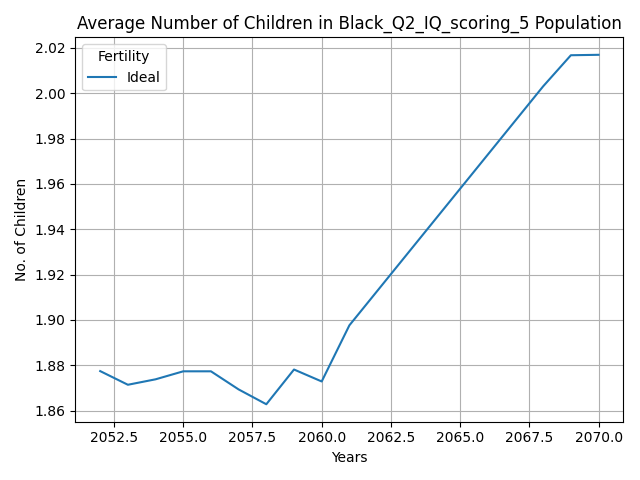 Average Number of Children in Black_Q2_IQ_scoring_5 Population
Fertility
Ideal
No. of Children
2.02
2.00
1.98
1.96
1.94
1.92
1.90
1.88
1.86
2052.5 2055.0 2057.5 2060.0 2062.5 2065.0 2067.5 2070.0
Years